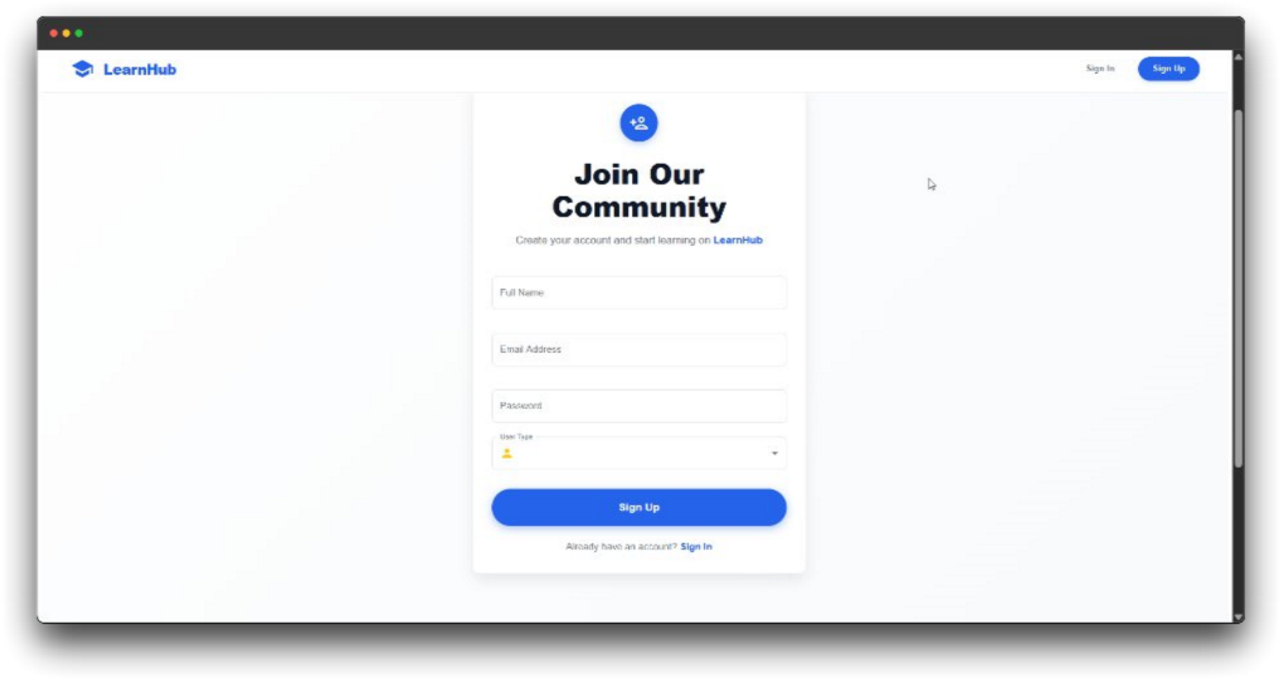 LearnHub
Sign In
Sign Up
Join Our
Community
Create your account and start learning on LearnHub
Full Name
Email Address
Password
User Type
Sign Up
Already have an account? Sign In